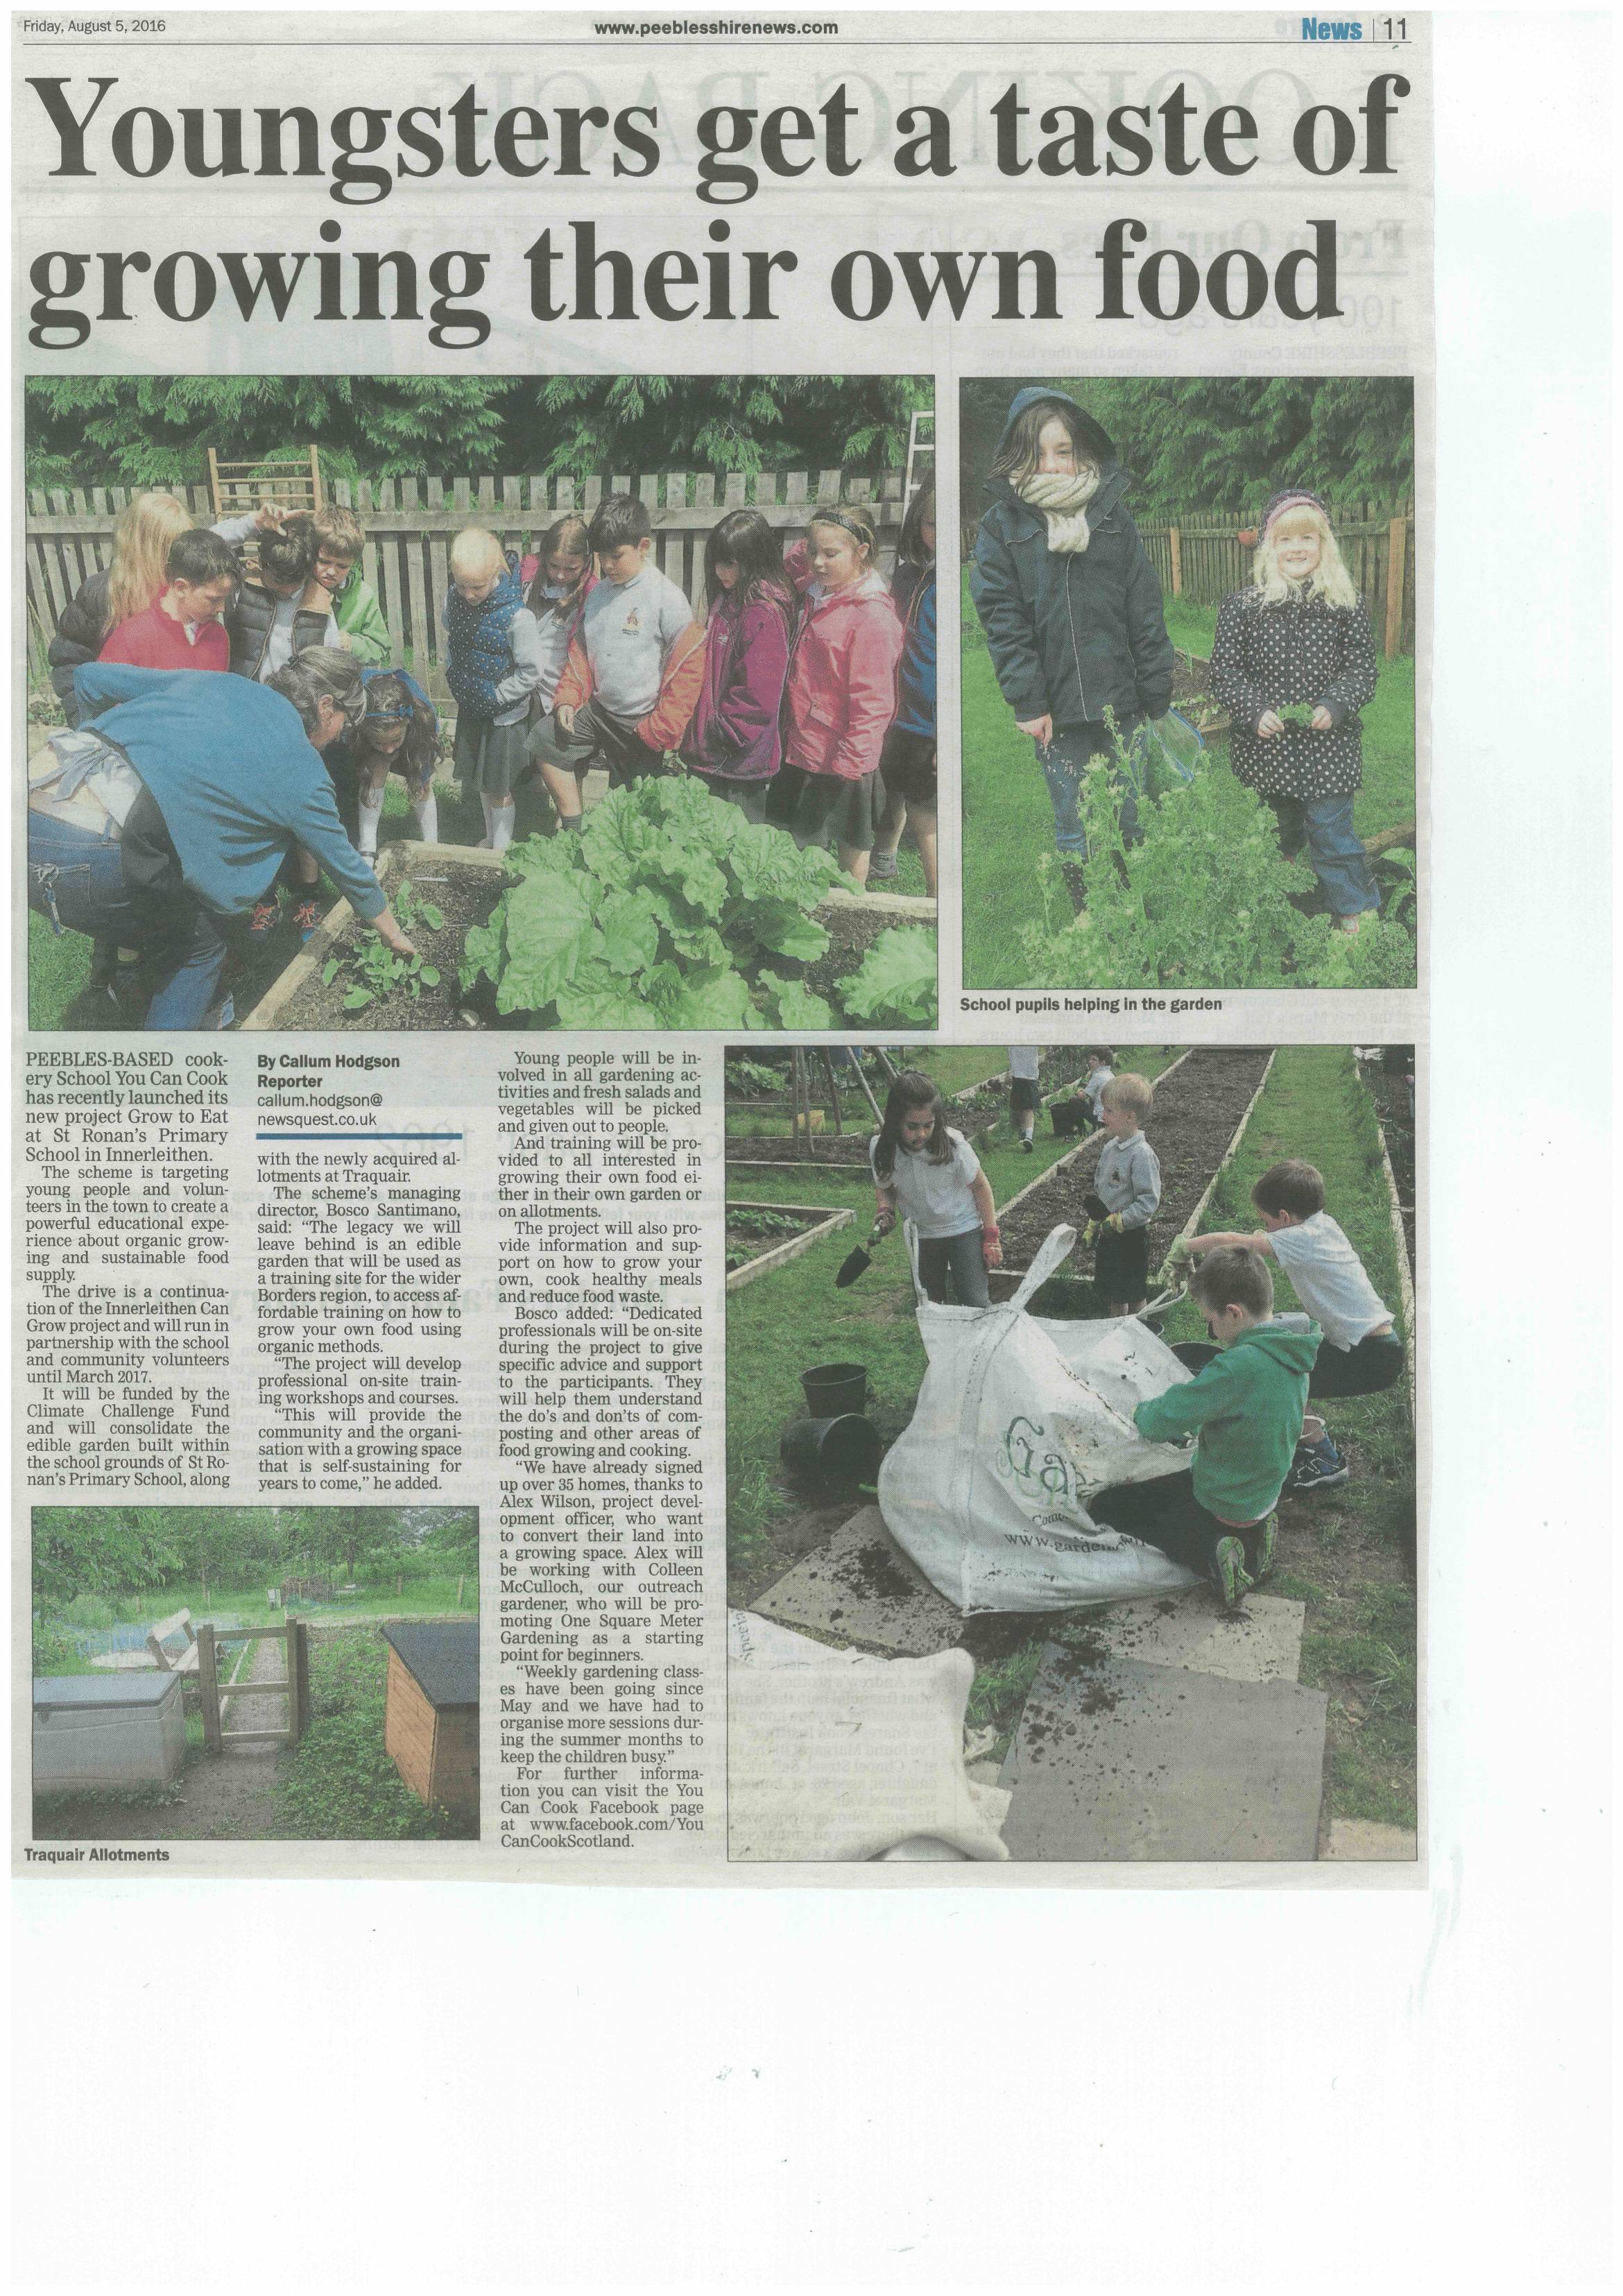 Friday, August 5, 2016
www.peeblesshirenews.com
News | 11
Youngsters get a taste of
growing their own food
School pupils helping in the garden
PEEBLES-BASED cook-
ery School You Can Cook
has recently launched its
new project Grow to Eat
at St Ronan's Primary
School in Innerleithen.
The scheme is targeting
young people and volun-
teers in the town to create a
powerful educational expe-
rience about organic grow-
ing and sustainable food
supply.
The drive is a continua-
tion of the Innerleithen Can
Grow project and will run in
partnership with the school
and community volunteers
until March 2017.
It will be funded by the
Climate Challenge Fund
and will consolidate the
edible garden built within
the school grounds of St Ro-
nan's Primary School, along
By Callum Hodgson
Reporter
callum.hodgson@
newsquest.co.uk
with the newly acquired al-
lotments at Traquair.
The scheme's managing
director, Bosco Santimano,
said: "The legacy we will
leave behind is an edible
garden that will be used as
a training site for the wider
Borders region, to access af-
fordable training on how to
grow your own food using
organic methods.
"The project will develop
professional on-site train-
ing workshops and courses.
"This will provide the
community and the organi-
sation with a growing space
that is self-sustaining for
years to come," he added.
Young people will be in-
volved in all gardening ac-
tivities and fresh salads and
vegetables will be picked
and given out to people.
And training will be pro-
vided to all interested in
growing their own food ei-
ther in their own garden or
on allotments.
The project will also pro-
vide information and sup-
port on how to grow your
own, cook healthy meals
and reduce food waste.
Bosco added: "Dedicated
professionals will be on-site
during the project to give
specific advice and support
to the participants. They
will help them understand
the do's and don'ts of com-
posting and other areas of
food growing and cooking.
"We have already signed
up over 35 homes, thanks to
Alex Wilson, project devel-
opment officer, who want
to convert their land into
a growing space. Alex will
be working with Colleen
McCulloch, our outreach
gardener, who will be pro-
moting One Square Meter
Gardening as a starting
point for beginners.
"Weekly gardening class-
es have been going since
May and we have had to
organise more sessions dur-
ing the summer months to
keep the children busy."
For further informa-
tion you can visit the You
Can Cook Facebook page
at www.facebook.com/You
CanCookScotland.
Traquair Allotments